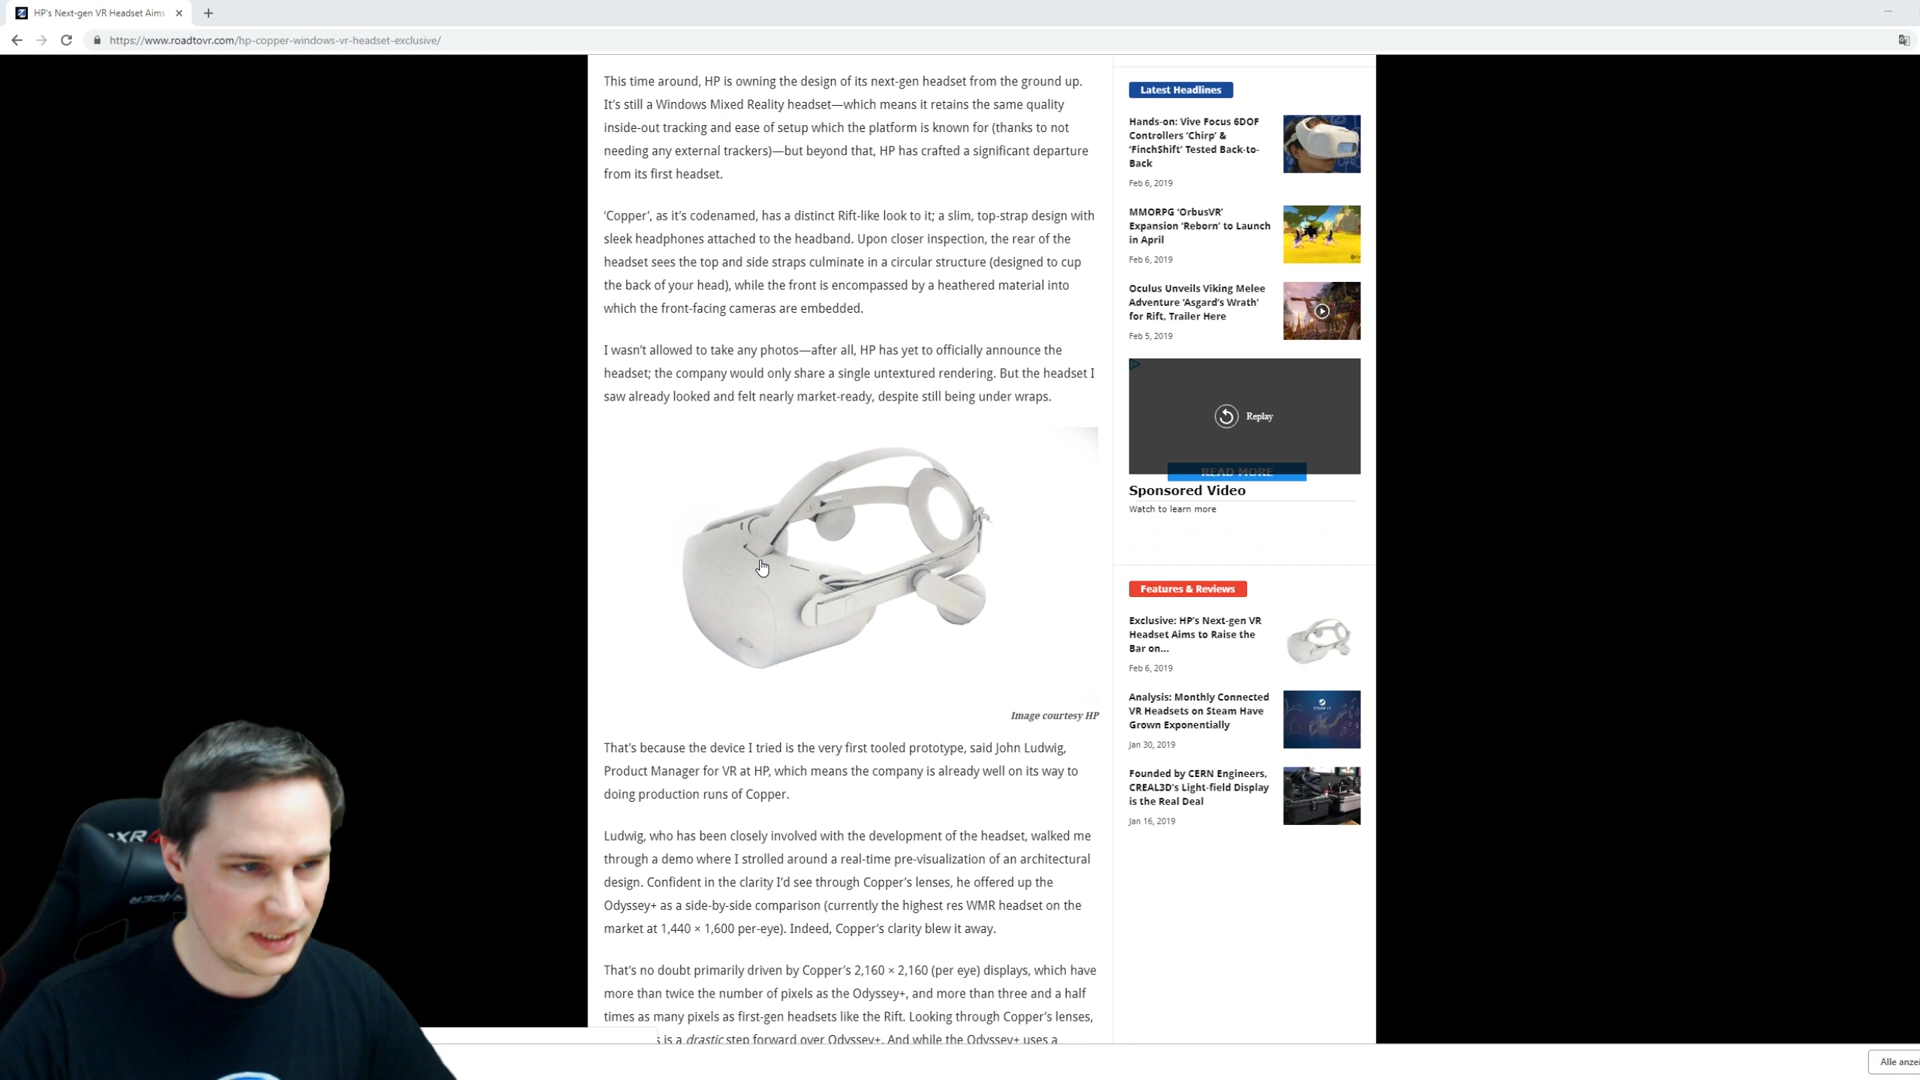 HP's Next-gen VR Headset Aims
https://www.roadtovr.com/hp-copper-windows-vr-headset-exclusive/
This time around, HP is owning the design of its next-gen headset from the ground up.
It's still a Windows Mixed Reality headset—which means it retains the same quality
inside-out tracking and ease of setup which the platform is known for (thanks to not
needing any external trackers)—but beyond that, HP has crafted a significant departure
from its first headset.
'Copper', as it's codenamed, has a distinct Rift-like look to it; a slim, top-strap design with
sleek headphones attached to the headband. Upon closer inspection, the rear of the
headset sees the top and side straps culminate in a circular structure (designed to cup
the back of your head), while the front is encompassed by a heathered material into
which the front-facing cameras are embedded.
I wasn't allowed to take any photos—after all, HP has yet to officially announce the
headset; the company would only share a single untextured rendering. But the headset I
saw already looked and felt nearly market-ready, despite still being under wraps.
Image courtesy HP
That's because the device I tried is the very first tooled prototype, said John Ludwig,
Product Manager for VR at HP, which means the company is already well on its way to
doing production runs of Copper.
Ludwig, who has been closely involved with the development of the headset, walked me
through a demo where I strolled around a real-time pre-visualization of an architectural
design. Confident in the clarity I'd see through Copper's lenses, he offered up the
Odyssey+ as a side-by-side comparison (currently the highest res WMR headset on the
market at 1,440 × 1,600 per-eye). Indeed, Copper's clarity blew it away.
That's no doubt primarily driven by Copper's 2,160 × 2,160 (per eye) displays, which have
more than twice the number of pixels as the Odyssey+, and more than three and a half
times as many pixels as first-gen headsets like the Rift. Looking through Copper's lenses,
is a drastic step forward over Odyssey+. And while the Odyssey+ uses a
Latest Headlines
Hands-on: Vive Focus 6DOF
Controllers 'Chirp' &
'FinchShift' Tested Back-to-
Back
Feb 6, 2019
MMORPG 'OrbusVR'
Expansion 'Reborn' to Launch
in April
Feb 6, 2019
Oculus Unveils Viking Melee
Adventure 'Asgard's Wrath'
for Rift, Trailer Here
Feb 5, 2019
Replay
READ MORE
Sponsored Video
Watch to learn more
Features & Reviews
Exclusive: HP's Next-gen VR
Headset Aims to Raise the
Bar on...
Feb 6, 2019
Analysis: Monthly Connected
VR Headsets on Steam Have
Grown Exponentially
Jan 30, 2019
STEAM
Founded by CERN Engineers,
CREAL3D's Light-field Display
is the Real Deal
Jan 16, 2019
Alle anzei